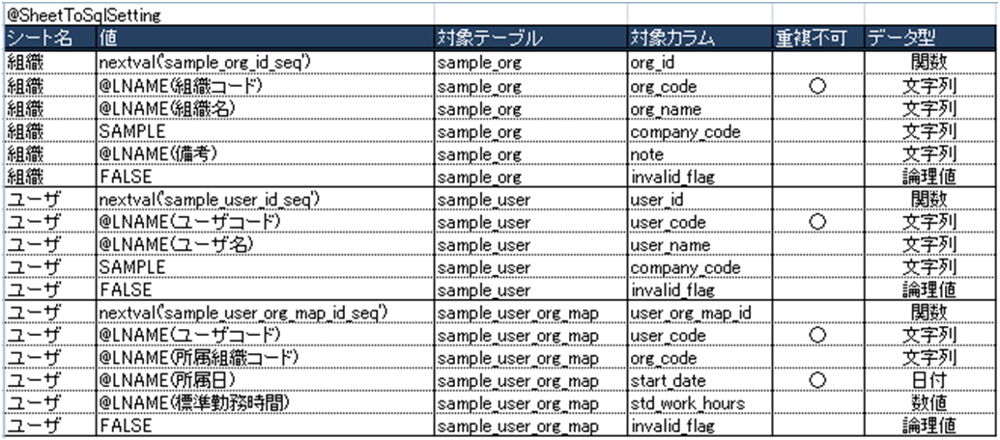 @SheetToSqlSetting
シート名 値 対象テーブル 対象カラム 重複不可 データ型
組織 nextval('sample_org_id_seq') sample_org org_id 関数
組織 @LNAME(組織コード) sample_org org_code ○ 文字列
組織 @LNAME(組織名) sample_org org_name 文字列
組織 SAMPLE sample_org company_code 文字列
組織 @LNAME(備考) sample_org note 文字列
組織 FALSE sample_org invalid_flag 論理値
ユーザ nextval('sample_user_id_seq') sample_user user_id 関数
ユーザ @LNAME(ユーザコード) sample_user user_code ○ 文字列
ユーザ @LNAME(ユーザ名) sample_user user_name 文字列
ユーザ SAMPLE sample_user company_code 文字列
ユーザ FALSE sample_user invalid_flag 論理値
ユーザ nextval('sample_user_org_map_id_seq') sample_user_org_map user_org_map_id 関数
ユーザ @LNAME(ユーザコード) sample_user_org_map user_code ○ 文字列
ユーザ @LNAME(所属組織コード) sample_user_org_map org_code 文字列
ユーザ @LNAME(所属日) sample_user_org_map start_date ○ 日付
ユーザ @LNAME(標準勤務時間) sample_user_org_map std_work_hours 数値
ユーザ FALSE sample_user_org_map invalid_flag 論理値